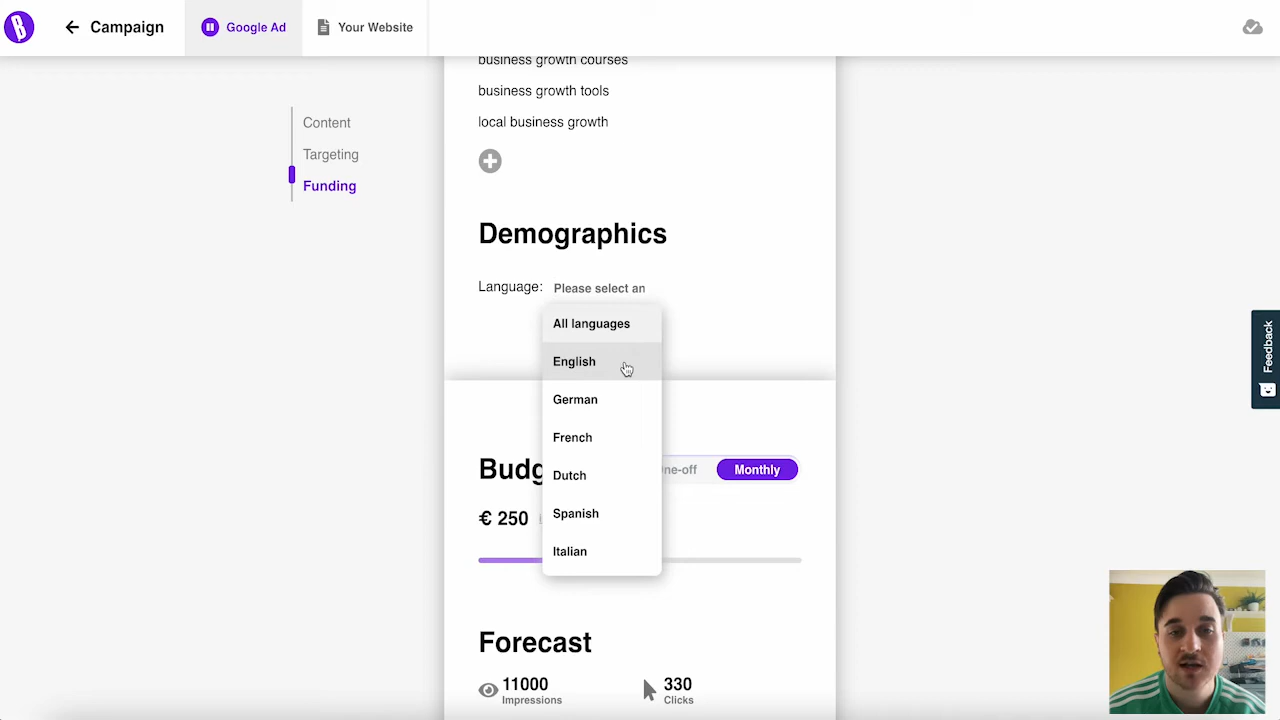 Campaign
Google Ad
Your Website
Content
Targeting
Funding
business growth courses
business growth tools
local business growth
Demographics
Language: Please select an
All languages
English
German
French
Dutch
Spanish
Italian
Budg
ne-off Monthly
€ 250
Forecast
11000
Impressions
330
Clicks
Feedback